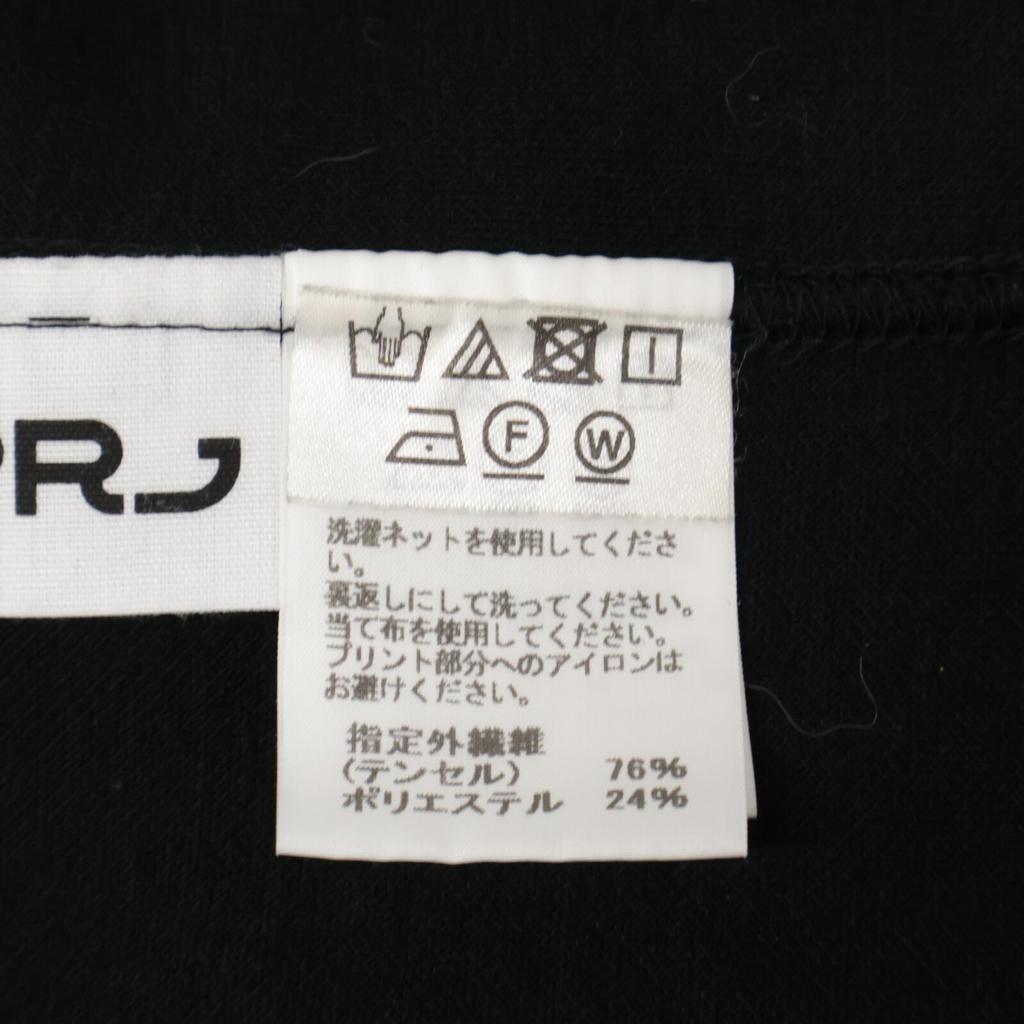 PRJ
F W
洗濯ネットを使用してくださ
い。
裏返しにして洗ってください。
当て布を使用してください。
プリント部分へのアイロンは
お避けください。
指定外繊維
(テンセル) 76%
ポリエステル 24%